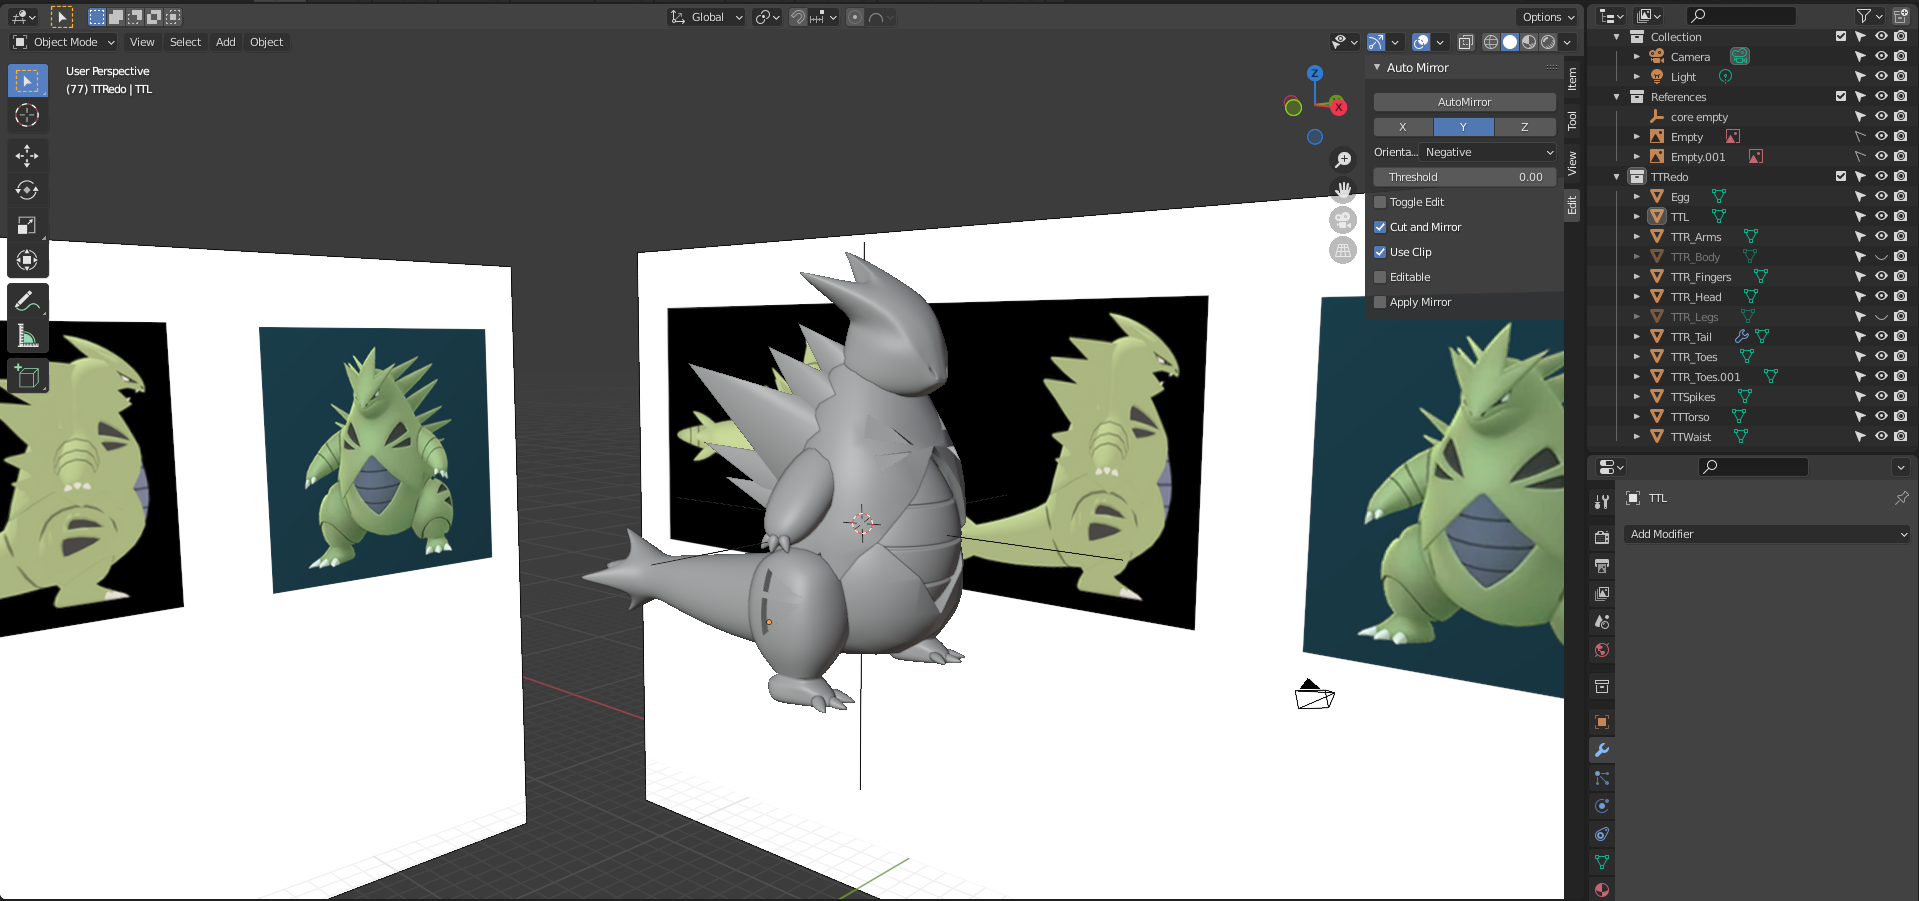 Global
Options
Object Mode
View
Select
Add
Object
User Perspective
(77) TTRedo | TTL
Z
X
Auto Mirror
AutoMirror
X
Y
Z
Orienta...
Negative
Threshold
0.00
Toggle Edit
Cut and Mirror
Use Clip
Editable
Apply Mirror
Item
Tool
View
Edit
Collection
Camera
Light
References
core empty
Empty
Empty.001
TTRedo
Egg
TTL
TTR_Arms
TTR_Body
TTR_Fingers
TTR_Head
TTR_Legs
TTR_Tail
TTR_Toes
TTR_Toes.001
TTSpikes
TTTorso
TTWaist
TTL
Add Modifier